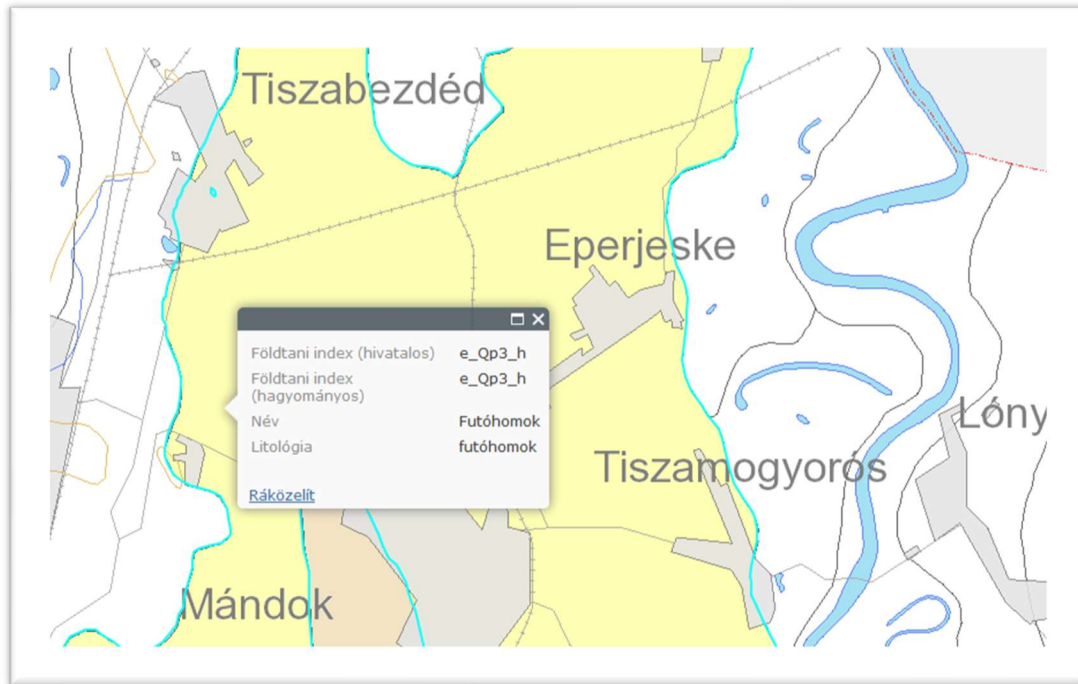 Tiszabezdéd
Eperjeske
Földtani index (hivatalos) e_Qp3_h
Földtani index
(hagyományos) e_Qp3_h
Név Futóhomok
Litológia futóhomok
Ráközelít
Lóny
Tiszamogyorós
Mándok